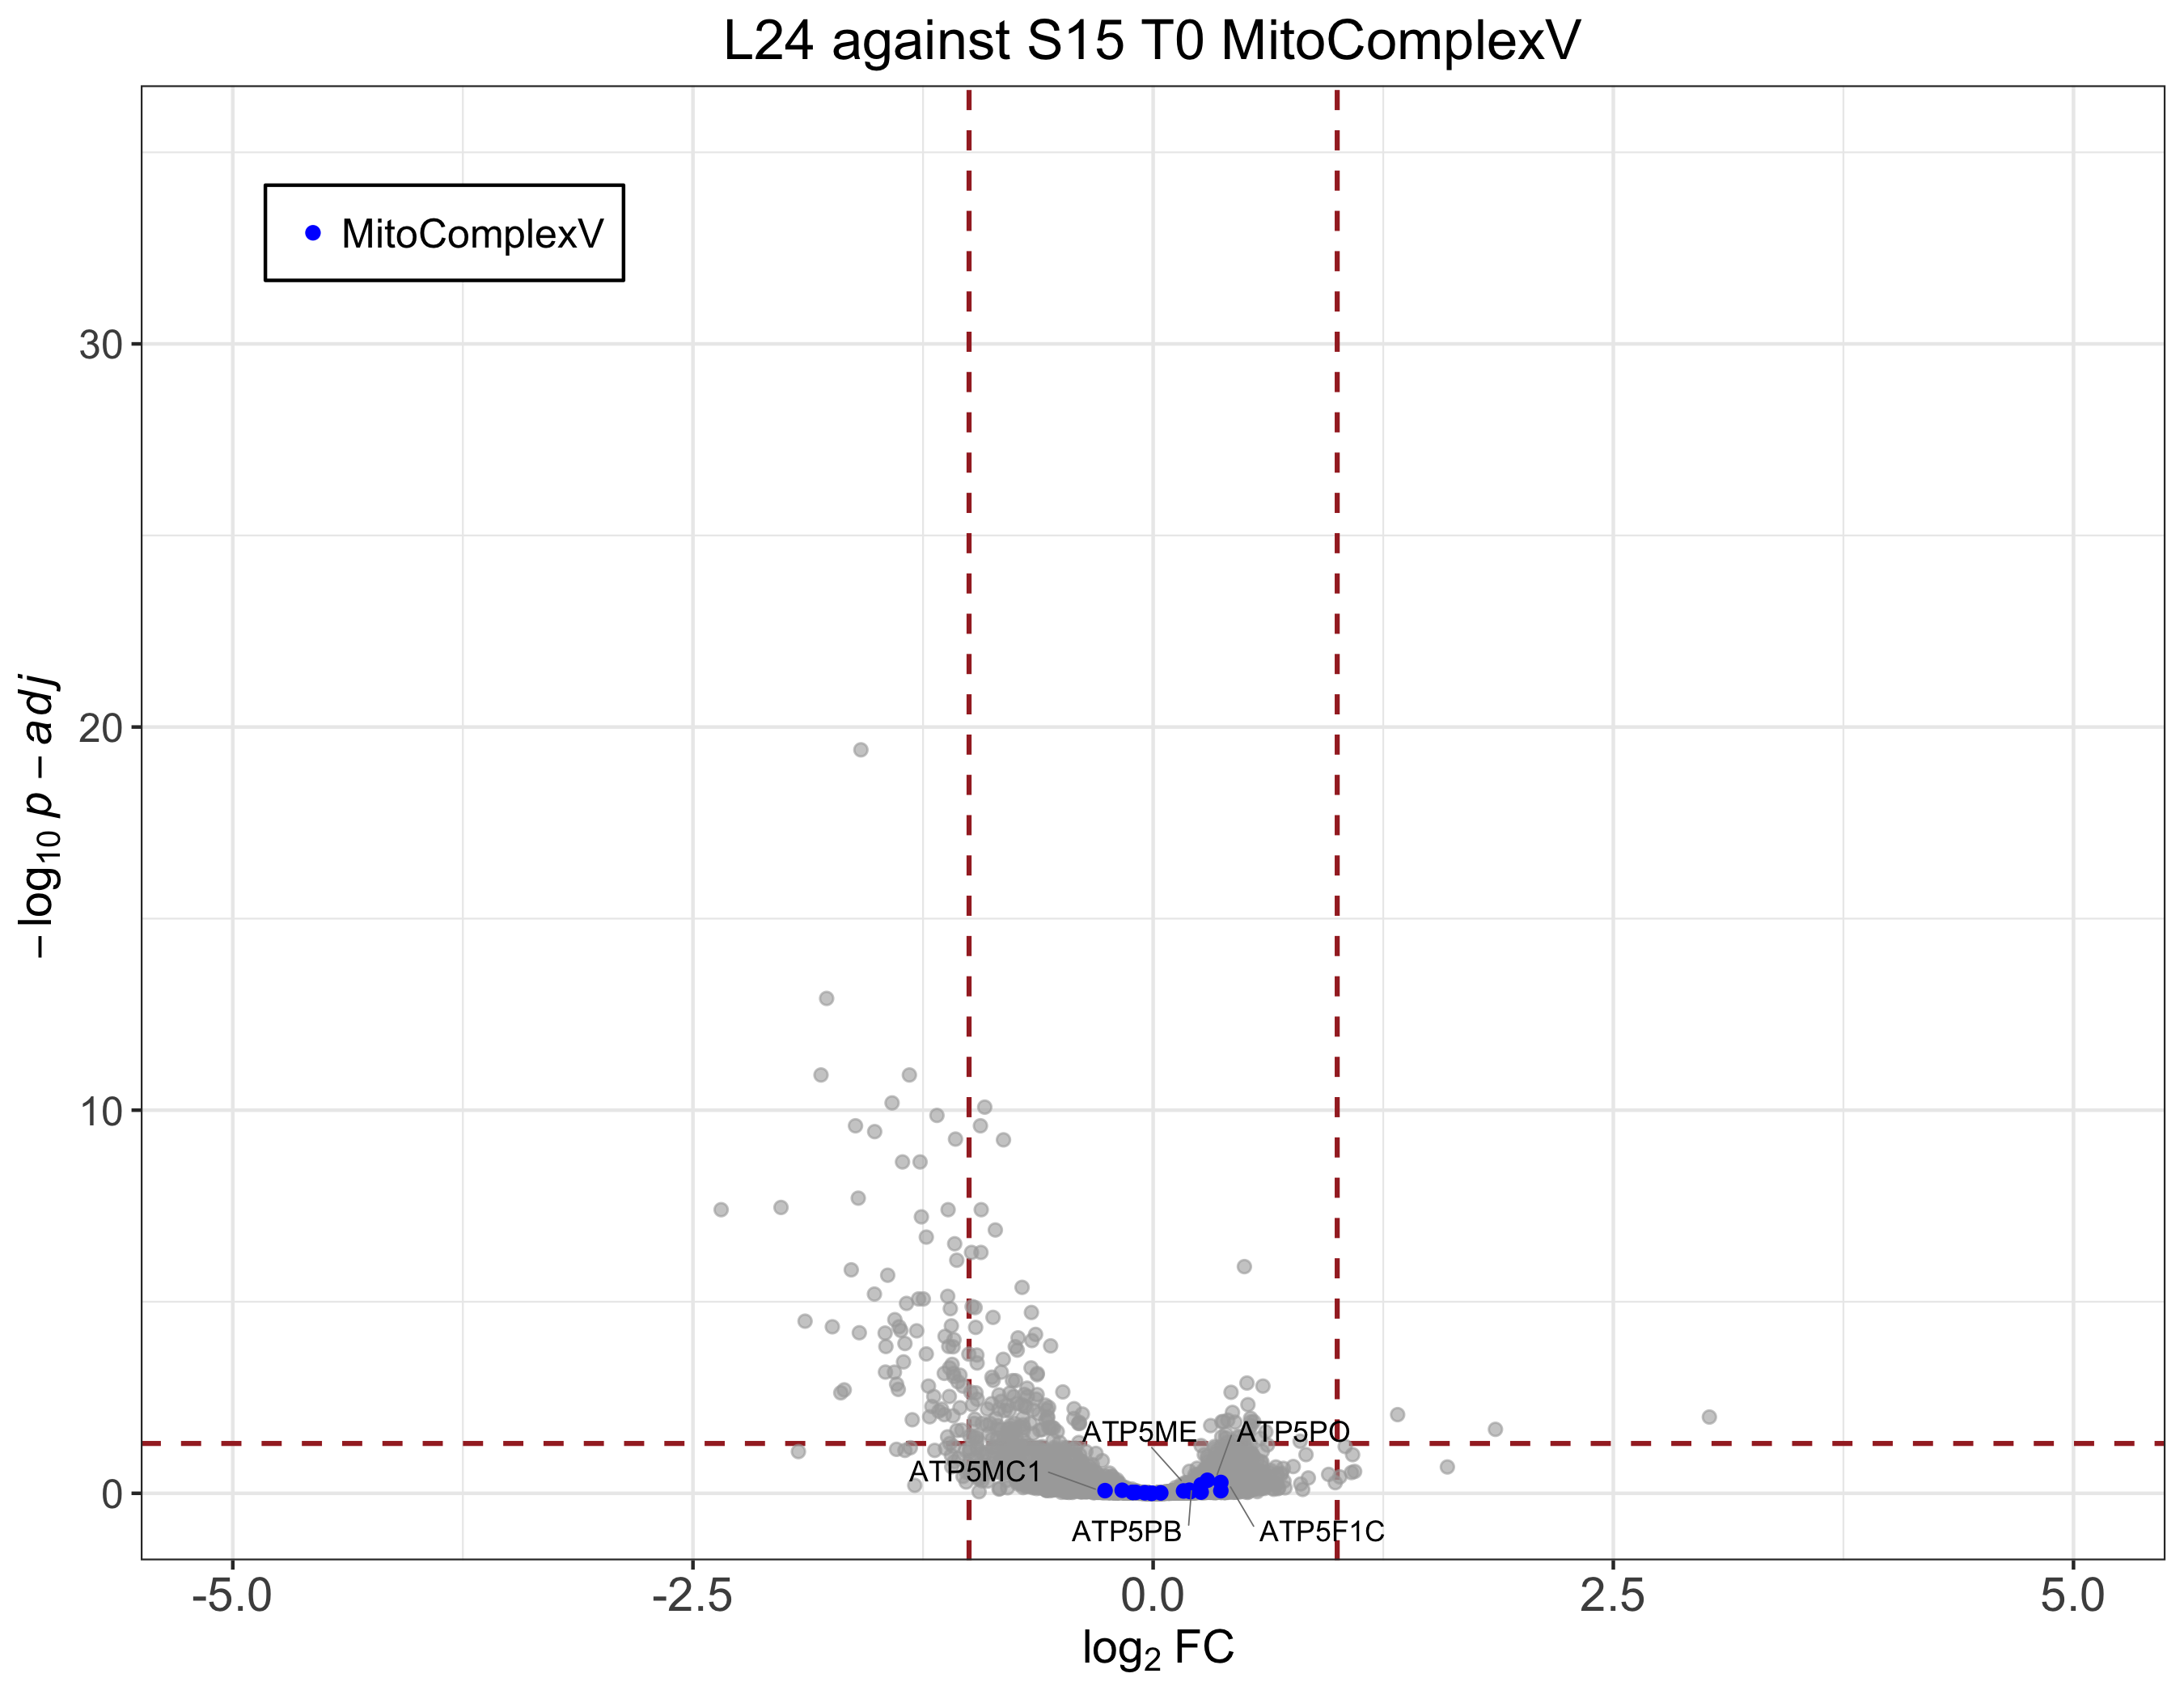 L24 against S15 T0 MitoComplexV
MitoComplexV
30
20
10
0
−log10 p − adj
ATP5ME
ATP5PO
ATP5MC1
ATP5PB
ATP5F1C
-5.0
-2.5
0.0
2.5
5.0
log2 FC